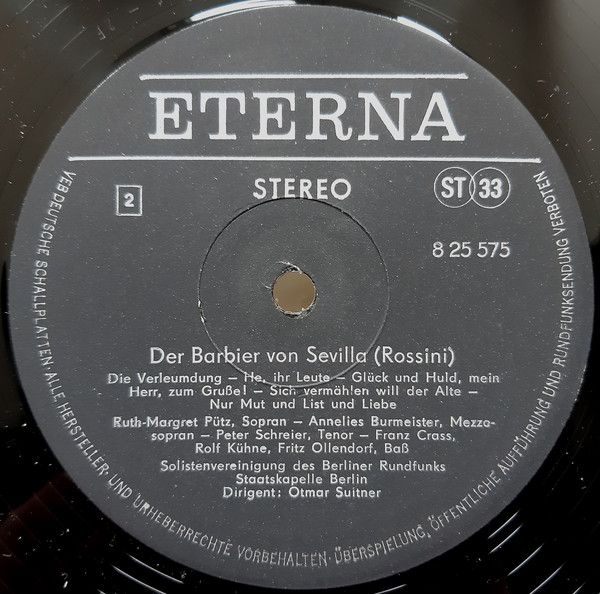 ETERNA
2
STEREO
ST 33
8 25 575
Der Barbier von Sevilla (Rossini)
Die Verleumdung – He, ihr Leute – Glück und Huld, mein
Herr, zum Gruße! – Sich vermählen will der Alte –
Nur Mut und List und Liebe
Ruth-Margret Pütz, Sopran – Annelies Burmeister, Mezzo-
sopran – Peter Schreier, Tenor – Franz Crass,
Rolf Kühne, Fritz Ollendorf, Baß
Solistenvereinigung des Berliner Rundfunks
Staatskapelle Berlin
Dirigent: Otmar Suitner
VEB DEUTSCHE SCHALLPLATTEN · ALLE HERSTELLER- UND URHEBERRECHTE VORBEHALTEN · ÜBERSPIELUNG, ÖFFENTLICHE AUFFÜHRUNG UND RUNDFUNKSENDUNG VERBOTEN